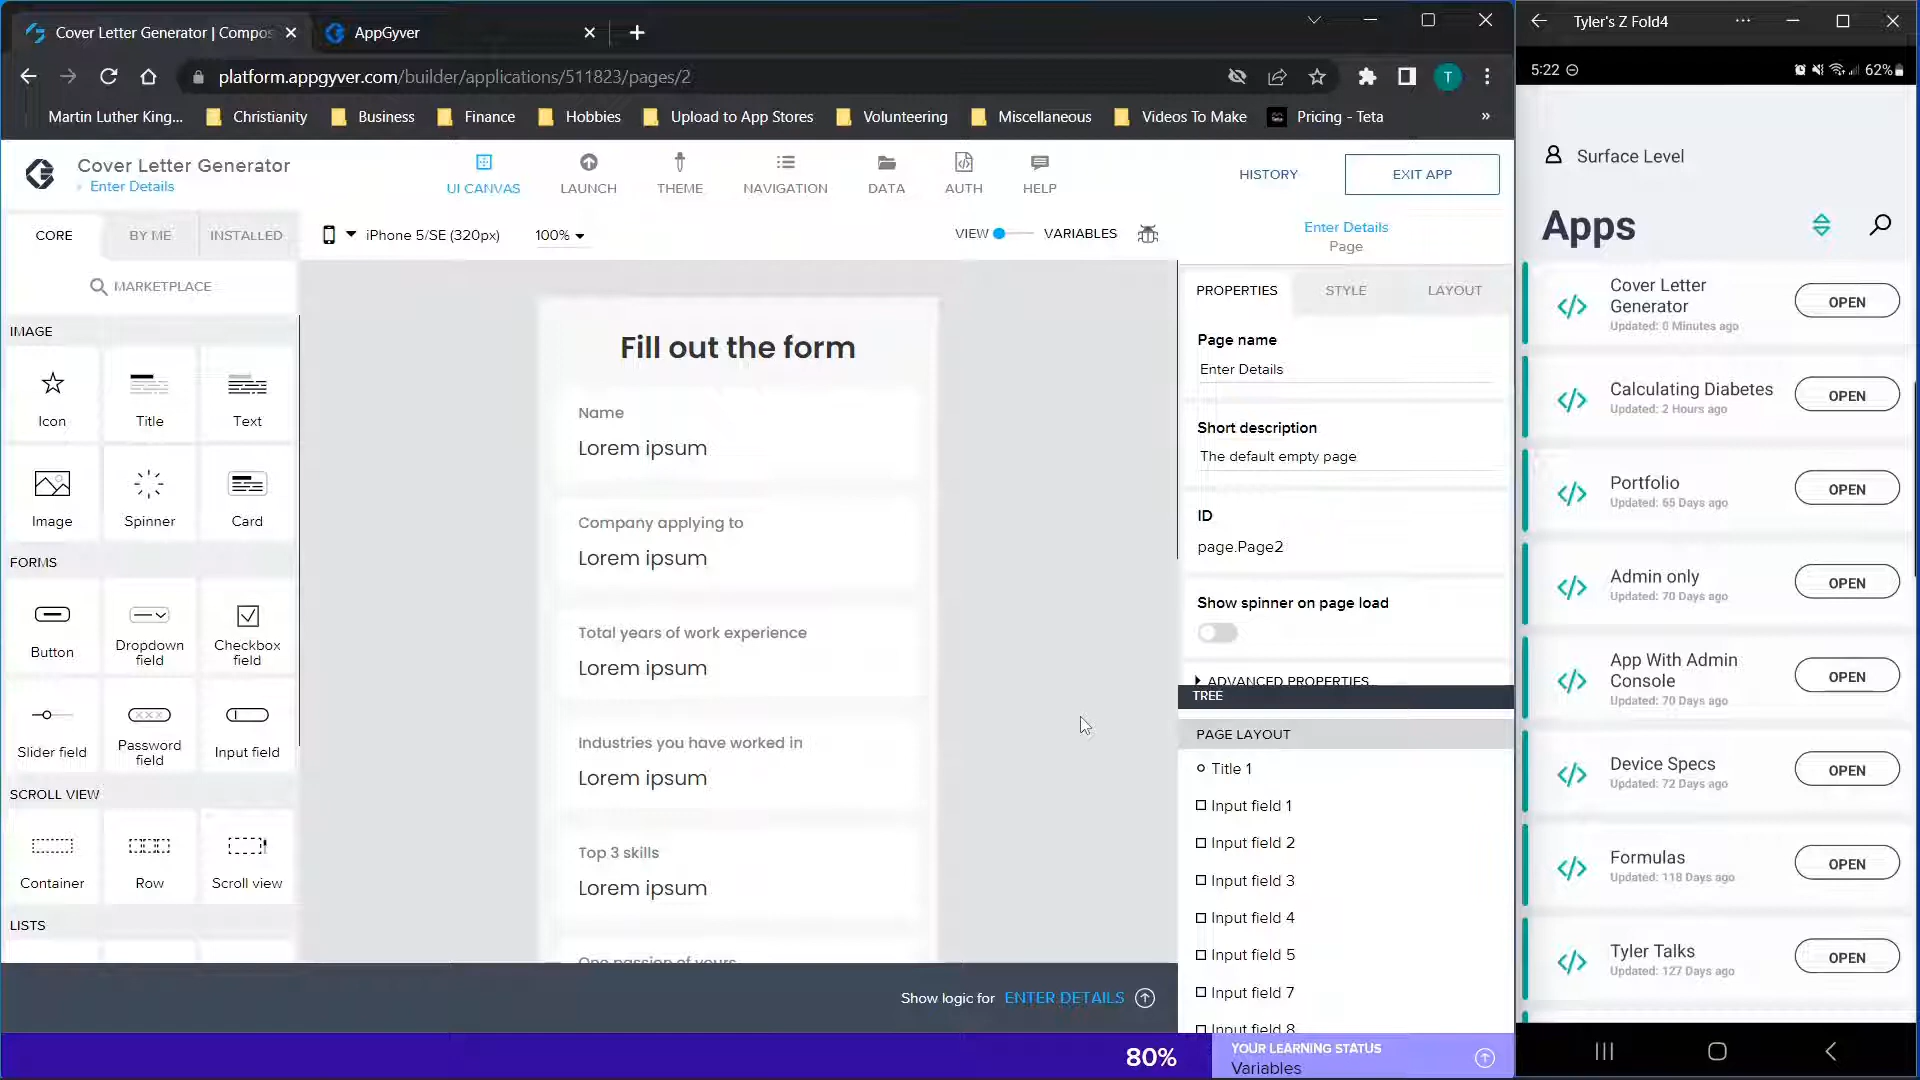 Cover Letter Generator | Compos
AppGyver
platform.appgyver.com/builder/applications/511823/pages/2
T
Martin Luther King...
Christianity
Business
Finance
Hobbies
Upload to App Stores
Volunteering
Miscellaneous
Videos To Make
Pricing - Teta
»
Cover Letter Generator
Enter Details
UI CANVAS
LAUNCH
THEME
NAVIGATION
DATA
AUTH
HELP
HISTORY
EXIT APP
CORE
BY ME
INSTALLED
iPhone 5/SE (320px)
100%
VIEW
VARIABLES
Enter Details
Page
MARKETPLACE
IMAGE
Icon
Title
Text
Image
Spinner
Card
FORMS
Button
Dropdown
field
Checkbox
field
Slider field
Password
field
Input field
SCROLL VIEW
Container
Row
Scroll view
LISTS
Fill out the form
Name
Lorem ipsum
Company applying to
Lorem ipsum
Total years of work experience
Lorem ipsum
Industries you have worked in
Lorem ipsum
Top 3 skills
Lorem ipsum
One passion of yours
PROPERTIES
STYLE
LAYOUT
Page name
Enter Details
Short description
The default empty page
ID
page.Page2
Show spinner on page load
ADVANCED PROPERTIES
TREE
PAGE LAYOUT
Title 1
Input field 1
Input field 2
Input field 3
Input field 4
Input field 5
Input field 7
Input field 8
Show logic for ENTER DETAILS
80%
YOUR LEARNING STATUS
Variables
Tyler's Z Fold4
5:22
62%
Surface Level
Apps
Cover Letter
Generator
Updated: 0 Minutes ago
OPEN
Calculating Diabetes
Updated: 2 Hours ago
OPEN
Portfolio
Updated: 65 Days ago
OPEN
Admin only
Updated: 70 Days ago
OPEN
App With Admin
Console
Updated: 70 Days ago
OPEN
Device Specs
Updated: 72 Days ago
OPEN
Formulas
Updated: 118 Days ago
OPEN
Tyler Talks
Updated: 127 Days ago
OPEN